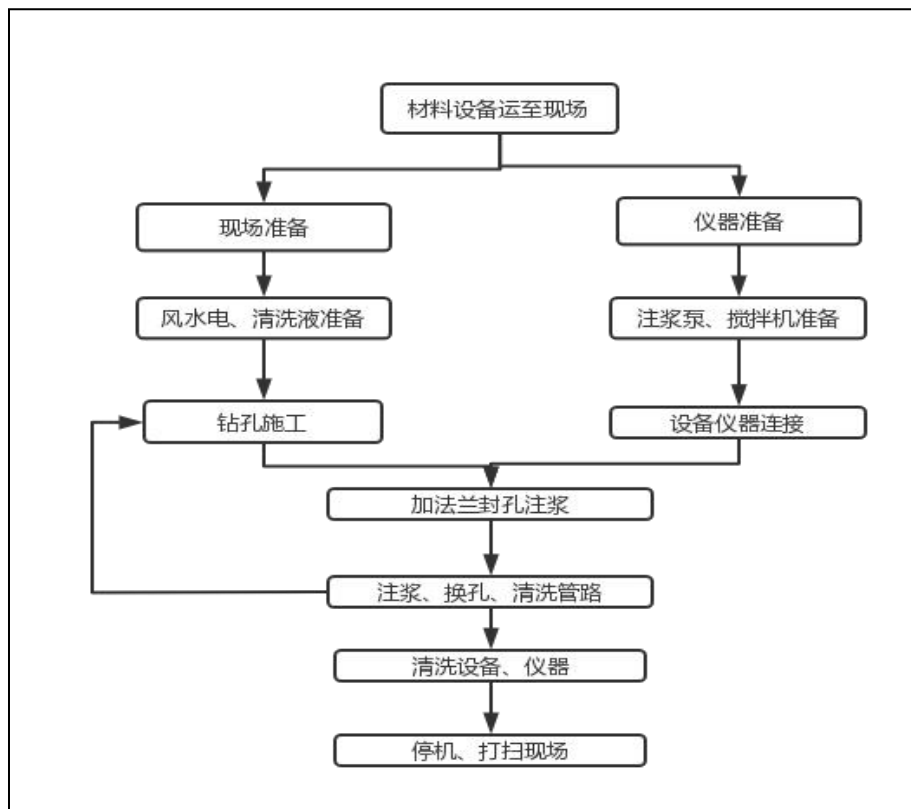 材料设备运至现场
现场准备
仪器准备
风水电、清洗液准备
注浆泵、搅拌机准备
钻孔施工
设备仪器连接
加法兰封孔注浆
注浆、换孔、清洗管路
清洗设备、仪器
停机、打扫现场